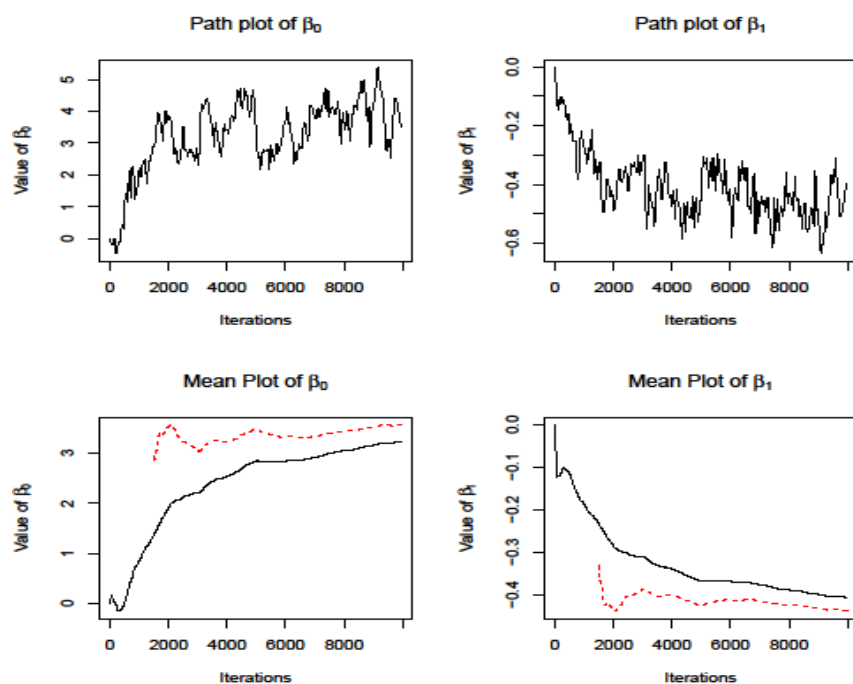 Path plot of β₀
Value of β₀
0 1 2 3 4 5
0 2000 4000 6000 8000
Iterations
Path plot of β₁
Value of β₁
−0.6 −0.4 −0.2 0.0
0 2000 4000 6000 8000
Iterations
Mean Plot of β₀
Value of β₀
0 1 2 3
0 2000 4000 6000 8000
Iterations
Mean Plot of β₁
Value of β₁
−0.4 −0.3 −0.2 −0.1 0.0
0 2000 4000 6000 8000
Iterations